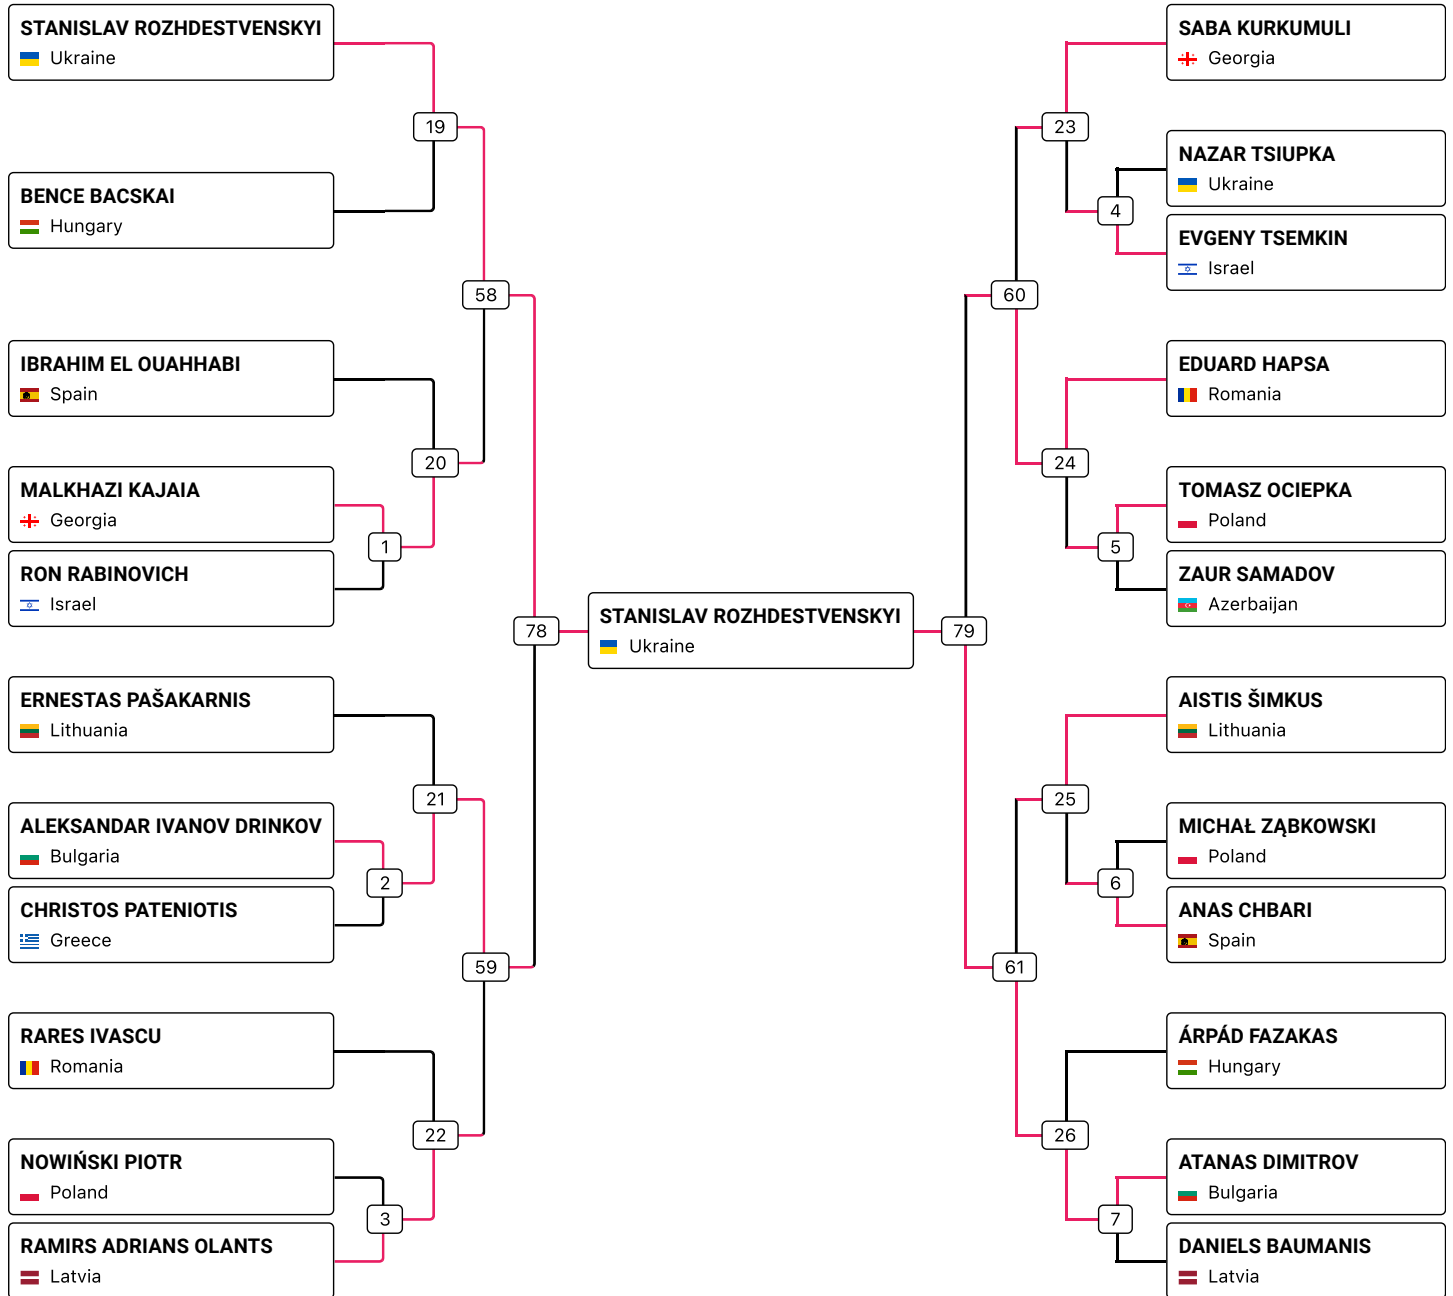 STANISLAV ROZHDESTVENSKYI
Ukraine
19
BENCE BACSKAI
Hungary
58
IBRAHIM EL OUAHHABI
Spain
20
MALKHAZI KAJAIA
Georgia
1
RON RABINOVICH
Israel
78
ERNESTAS PAŠAKARNIS
Lithuania
21
ALEKSANDAR IVANOV DRINKOV
Bulgaria
2
CHRISTOS PATENIOTIS
Greece
59
RARES IVASCU
Romania
22
NOWIŃSKI PIOTR
Poland
3
RAMIRS ADRIANS OLANTS
Latvia
STANISLAV ROZHDESTVENSKYI
Ukraine
SABA KURKUMULI
Georgia
23
NAZAR TSIUPKA
Ukraine
4
EVGENY TSEMKIN
Israel
60
EDUARD HAPSA
Romania
24
TOMASZ OCIEPKA
Poland
5
ZAUR SAMADOV
Azerbaijan
79
AISTIS ŠIMKUS
Lithuania
25
MICHAŁ ZĄBKOWSKI
Poland
6
ANAS CHBARI
Spain
61
ÁRPÁD FAZAKAS
Hungary
26
ATANAS DIMITROV
Bulgaria
7
DANIELS BAUMANIS
Latvia